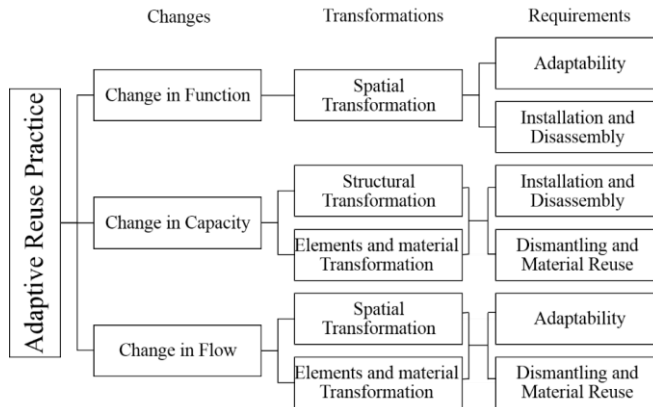 Changes
Transformations
Requirements
Adaptive Reuse Practice
Change in Function
Spatial
Transformation
Adaptability
Installation and
Disassembly
Change in Capacity
Structural
Transformation
Elements and material
Transformation
Installation and
Disassembly
Dismantling and
Material Reuse
Change in Flow
Spatial
Transformation
Elements and material
Transformation
Adaptability
Dismantling and
Material Reuse